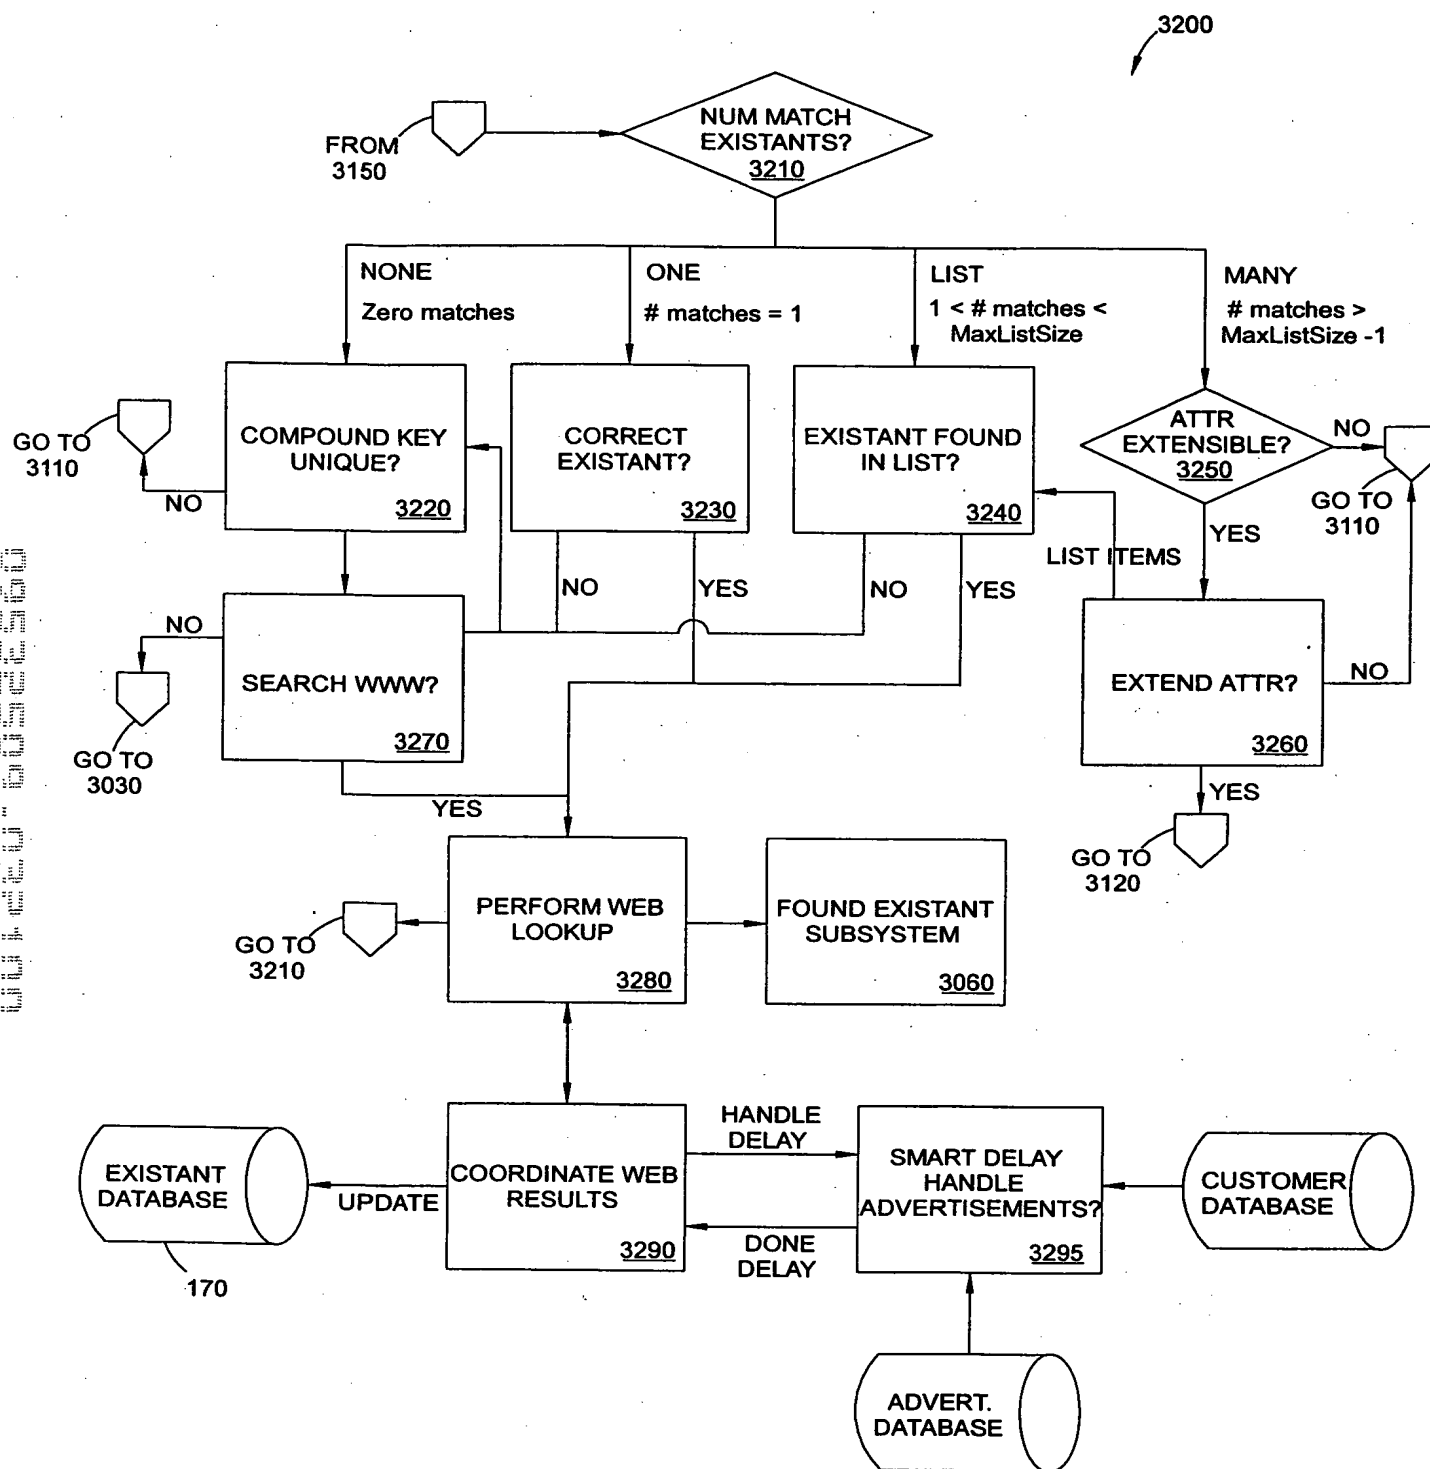 3200
NUM MATCH
EXISTANTS?
3210
FROM
3150
NONE
Zero matches
ONE
# matches = 1
LIST
1 < # matches <
MaxListSize
MANY
# matches >
MaxListSize -1
GO TO
3110
NO
COMPOUND KEY
UNIQUE?
3220
CORRECT
EXISTANT?
3230
EXISTANT FOUND
IN LIST?
3240
ATTR
EXTENSIBLE?
3250
NO
GO TO
3110
YES
LIST ITEMS
NO
YES
NO
YES
NO
GO TO
3030
SEARCH WWW?
3270
EXTEND ATTR?
3260
NO
YES
GO TO
3120
YES
GO TO
3210
PERFORM WEB
LOOKUP
3280
FOUND EXISTANT
SUBSYSTEM
3060
EXISTANT
DATABASE
170
UPDATE
COORDINATE WEB
RESULTS
3290
HANDLE
DELAY
DONE
DELAY
SMART DELAY
HANDLE
ADVERTISEMENTS?
3295
CUSTOMER
DATABASE
ADVERT.
DATABASE